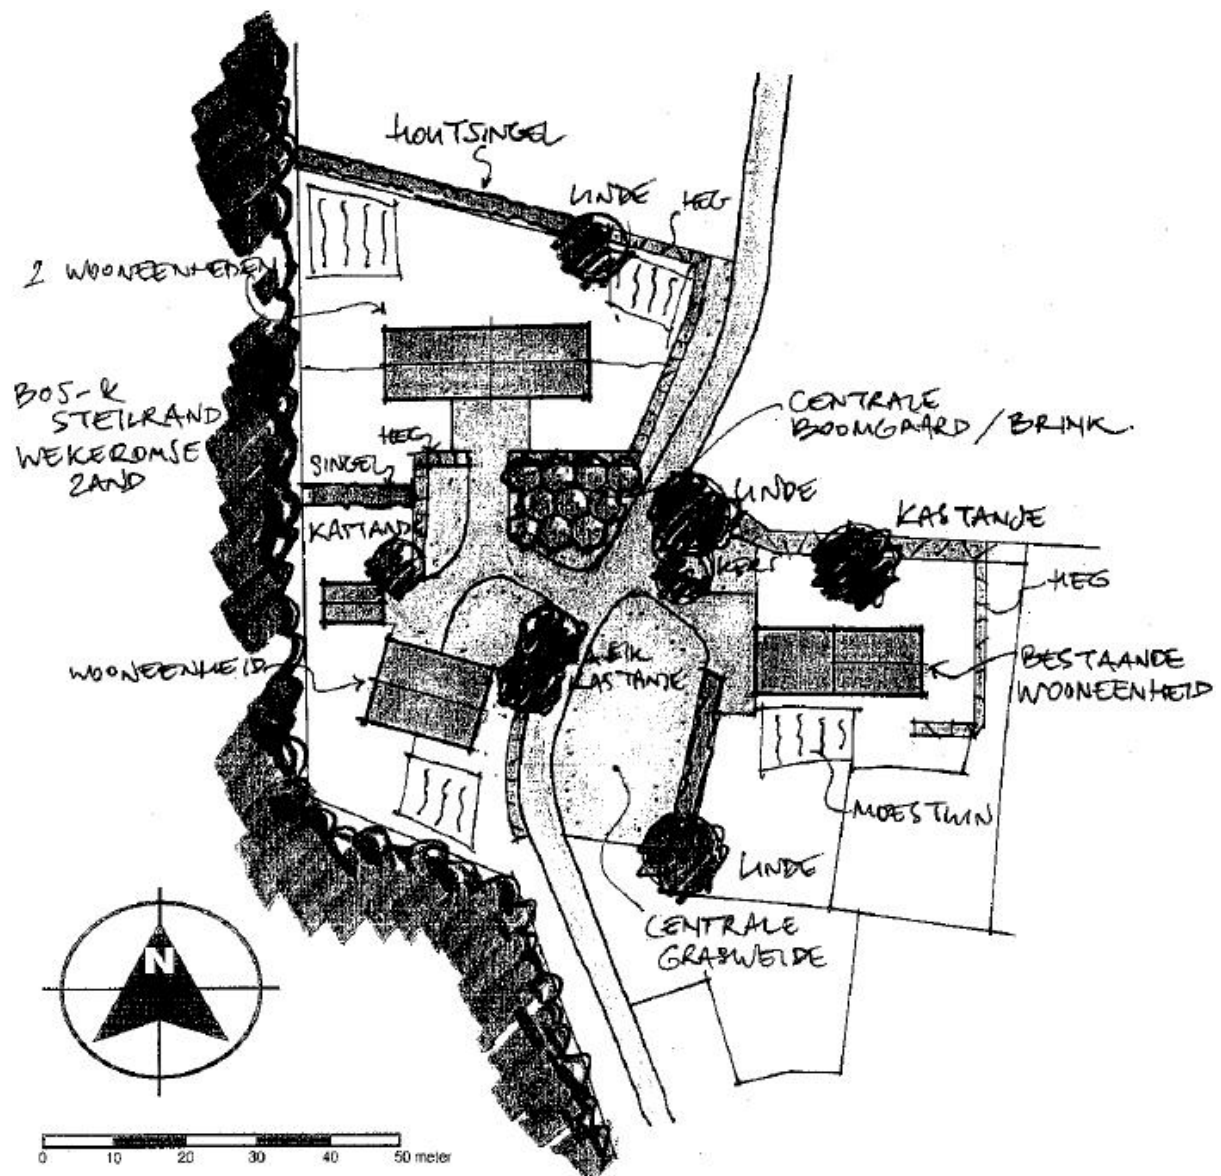 HOUTSINGEL
LINDE
HEG
2 WOONEENHEDEN
BOS- &
STEILRAND
WEKEROMSE
ZAND
CENTRALE
BOOMGAARD / BRINK.
HEG
SINGEL
LINDE
KASTANJE
KERS
HEG
WOONEENHEID
EIK
KASTANJE
BESTAANDE
WOONEENHEID
MOESTUIN
LINDE
CENTRALE
GRASWEIDE
N
0 10 20 30 40 50 meter